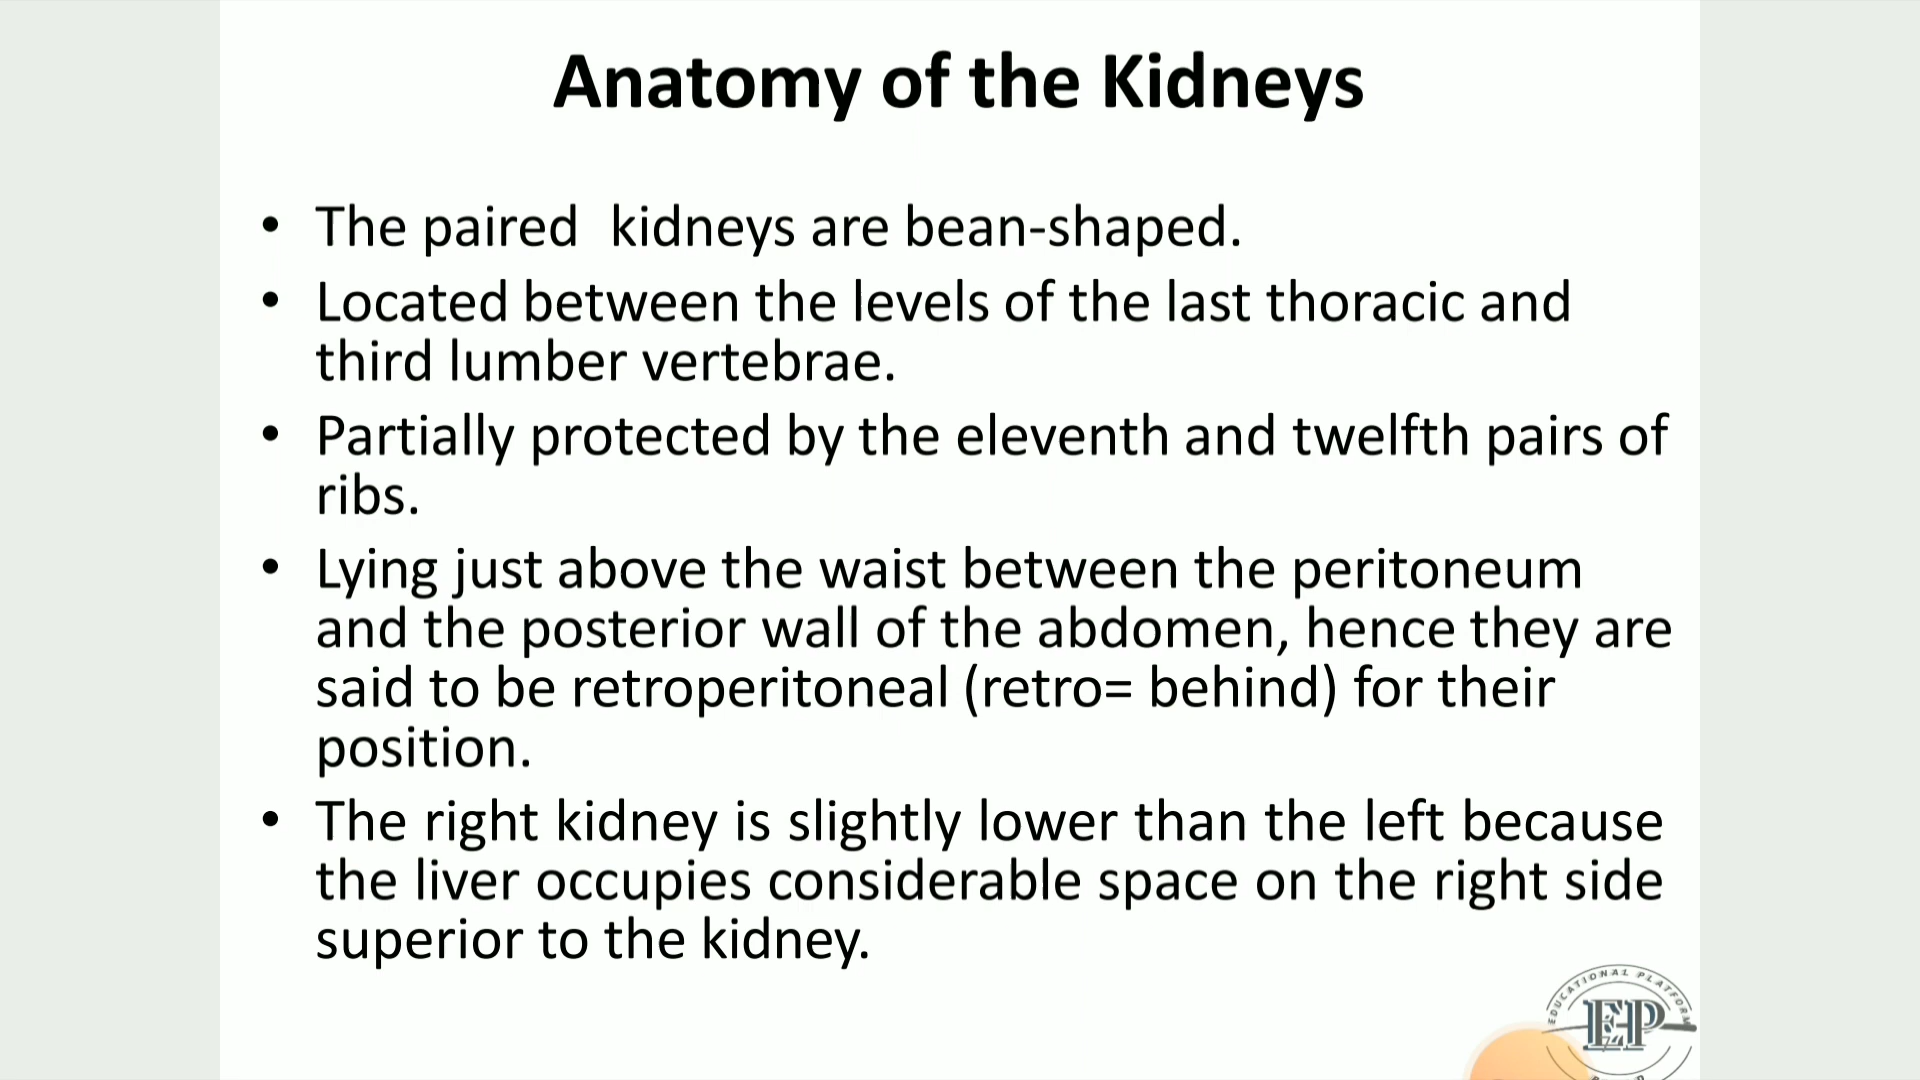 Anatomy of the Kidneys
• The paired kidneys are bean-shaped.
• Located between the levels of the last thoracic and
third lumber vertebrae.
• Partially protected by the eleventh and twelfth pairs of
ribs.
• Lying just above the waist between the peritoneum
and the posterior wall of the abdomen, hence they are
said to be retroperitoneal (retro= behind) for their
position.
• The right kidney is slightly lower than the left because
the liver occupies considerable space on the right side
superior to the kidney.
EDUCATIONAL PLATFORM
EP